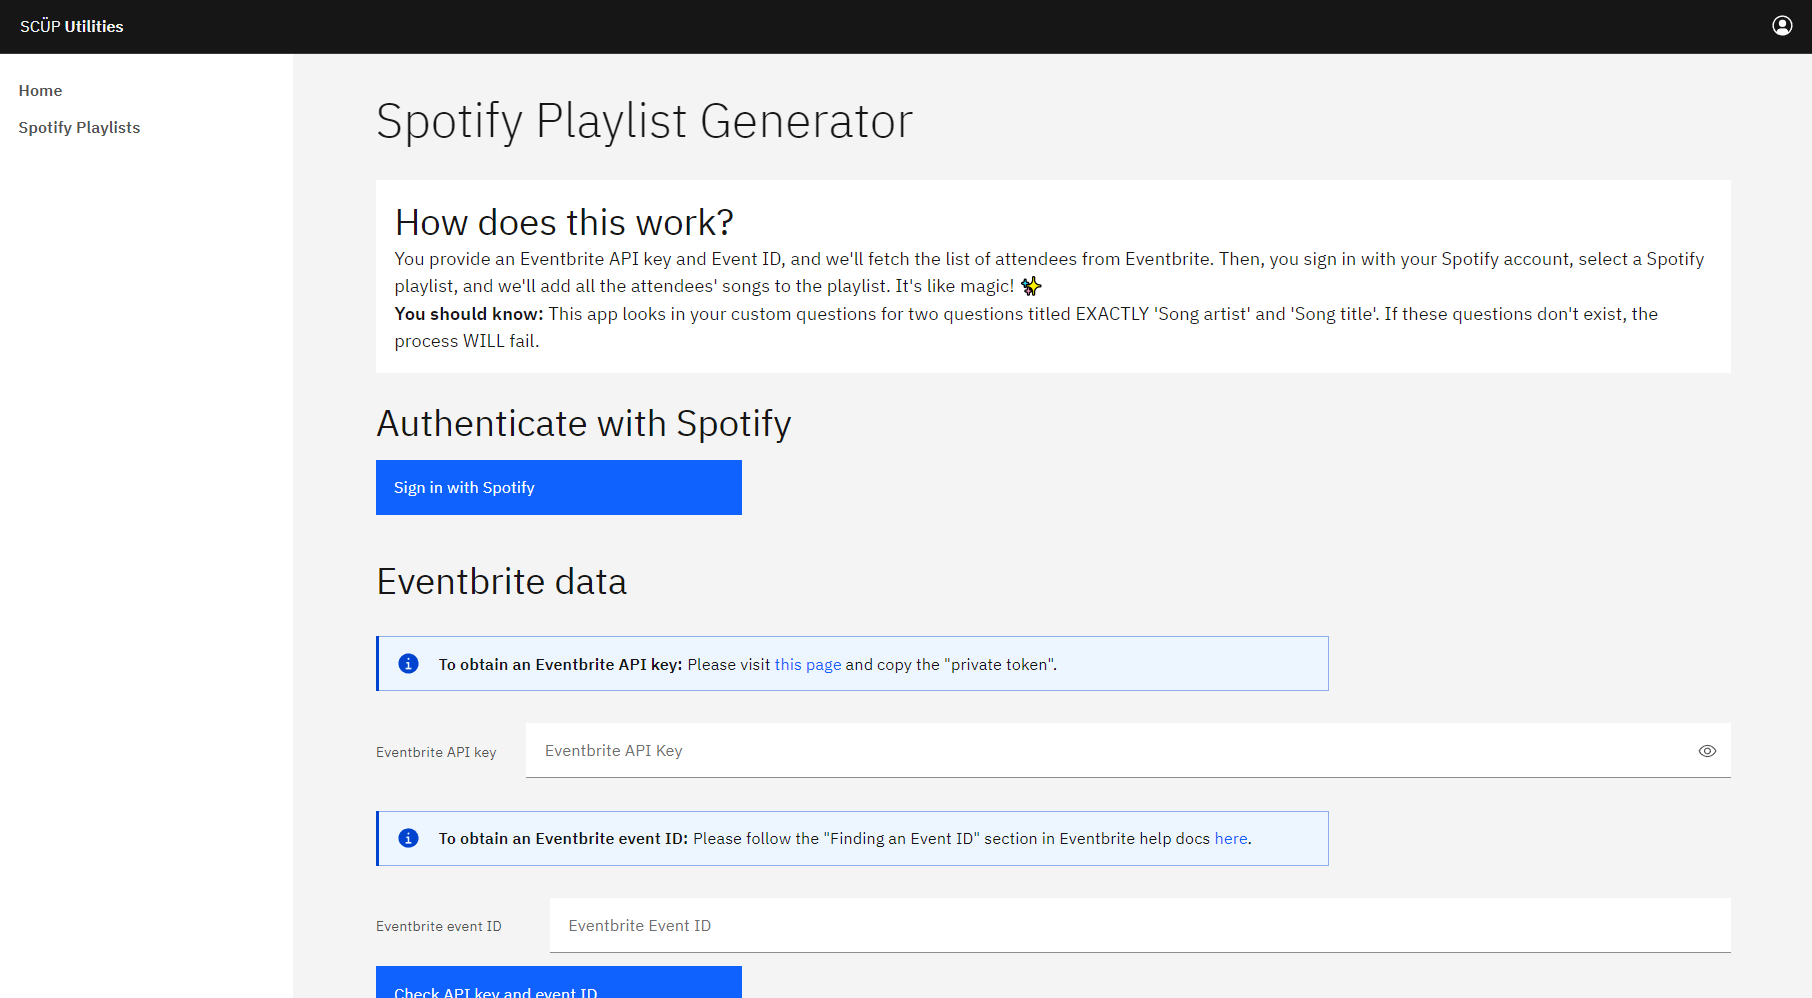 SCÜP Utilities
Home
Spotify Playlists
Spotify Playlist Generator
How does this work?
You provide an Eventbrite API key and Event ID, and we'll fetch the list of attendees from Eventbrite. Then, you sign in with your Spotify account, select a Spotify
playlist, and we'll add all the attendees' songs to the playlist. It's like magic! ✨
You should know: This app looks in your custom questions for two questions titled EXACTLY 'Song artist' and 'Song title'. If these questions don't exist, the
process WILL fail.
Authenticate with Spotify
Sign in with Spotify
Eventbrite data
To obtain an Eventbrite API key: Please visit this page and copy the "private token".
Eventbrite API key
Eventbrite API Key
To obtain an Eventbrite event ID: Please follow the "Finding an Event ID" section in Eventbrite help docs here.
Eventbrite event ID
Eventbrite Event ID
Check API key and event ID